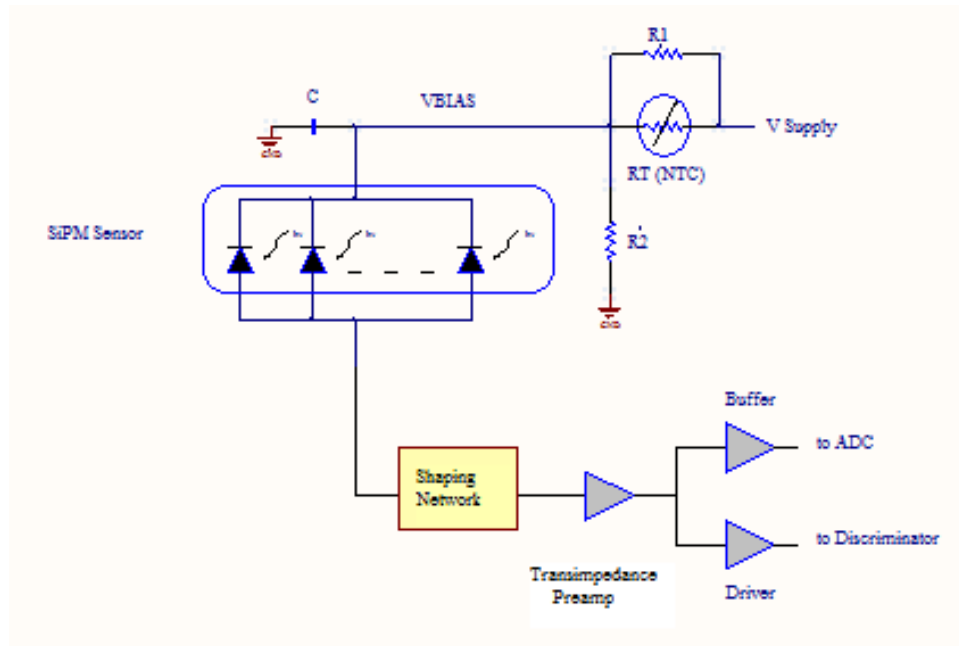 R1
C
VBIAS
V Supply
RT (NTC)
SiPM Sensor
R2
Buffer
to ADC
Shaping
Network
to Discriminator
Transimpedance
Preamp
Driver